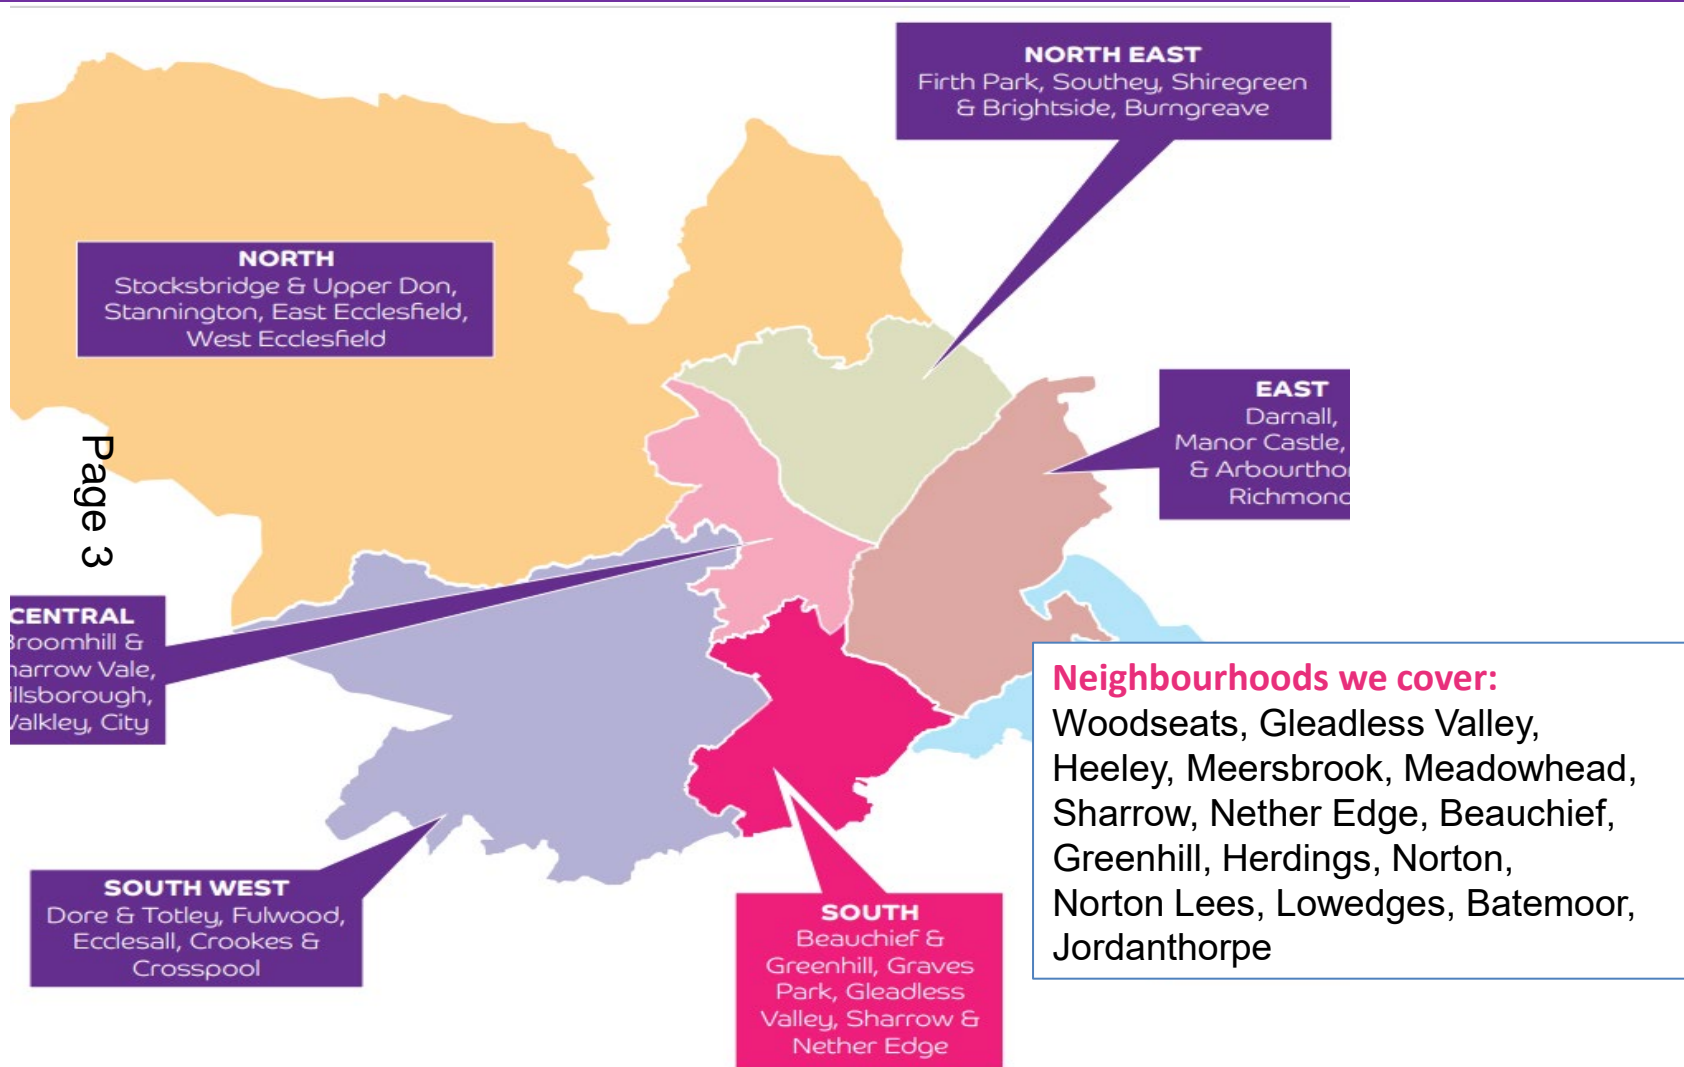 NORTH EAST
Firth Park, Southey, Shiregreen
& Brightside, Burngreave
NORTH
Stocksbridge & Upper Don,
Stannington, East Ecclesfield,
West Ecclesfield
EAST
Darnall,
Manor Castle,
&
Page 3
CENTRAL
&
Vale,
City
Neighbourhoods we cover:
Woodseats, Gleadless Valley,
Heeley, Meersbrook, Meadowhead,
Sharrow, Nether Edge, Beauchief,
Greenhill, Herdings, Norton,
Norton Lees, Lowedges, Batemoor,
Jordanthorpe
SOUTH WEST
Dore & Totley, Fulwood,
Ecclesall, Crookes &
Crosspool
SOUTH
Beauchief &
Greenhill, Graves
Park, Gleadless
Valley, Sharrow &
Nether Edge